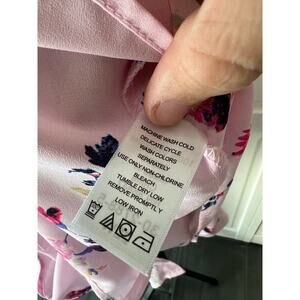 MACHINE WASH COLD
DELICATE CYCLE
WASH COLORS
SEPARATELY
USE ONLY NON-CHLORINE
BLEACH
TUMBLE DRY LOW
REMOVE PROMPTLY
LOW IRON